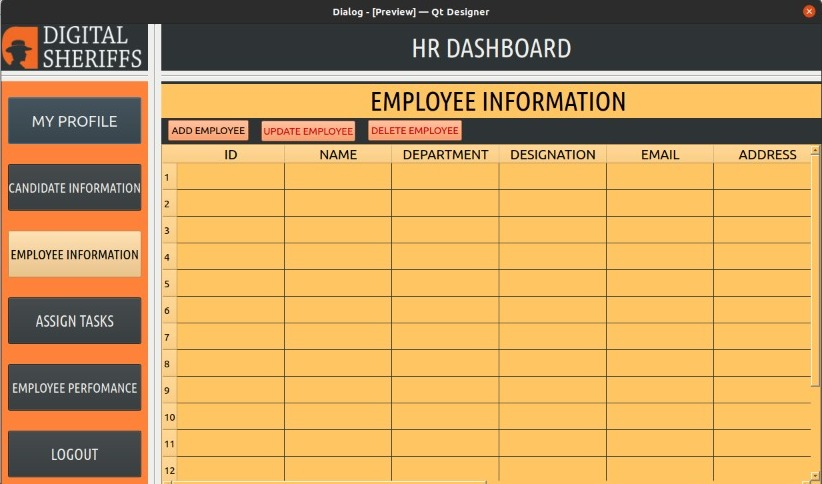 Dialog - [Preview] — Qt Designer
DIGITAL
SHERIFFS
HR DASHBOARD
MY PROFILE
CANDIDATE INFORMATION
EMPLOYEE INFORMATION
ASSIGN TASKS
EMPLOYEE PERFOMANCE
LOGOUT
EMPLOYEE INFORMATION
ADD EMPLOYEE UPDATE EMPLOYEE DELETE EMPLOYEE
ID NAME DEPARTMENT DESIGNATION EMAIL ADDRESS
1
2
3
4
5
6
7
8
9
10
11
12